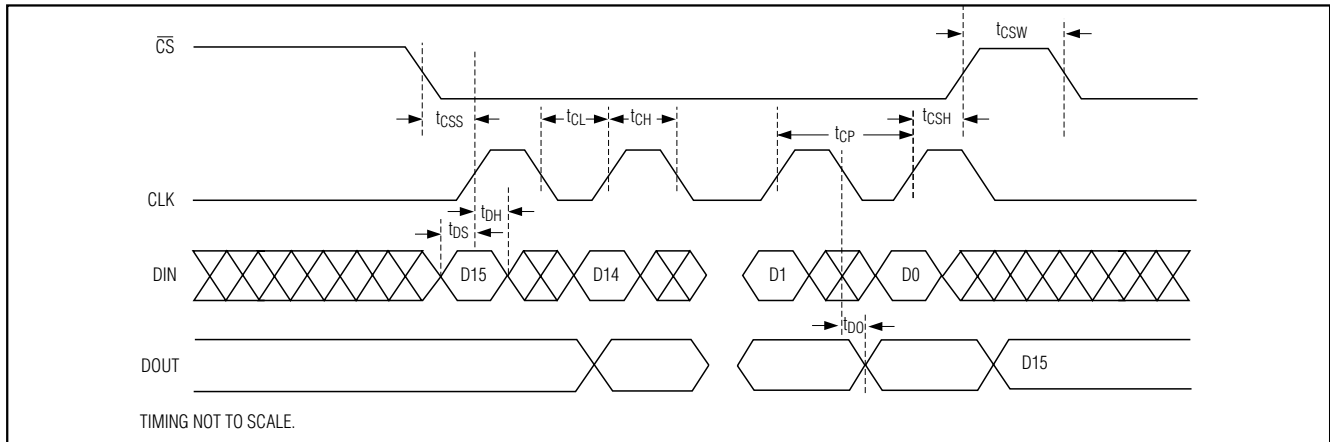 CS
tCSW
tCSS
tCL
tCH
tCP
tCSH
CLK
tDS
tDH
DIN
D15
D14
D1
D0
tDO
DOUT
D15
TIMING NOT TO SCALE.